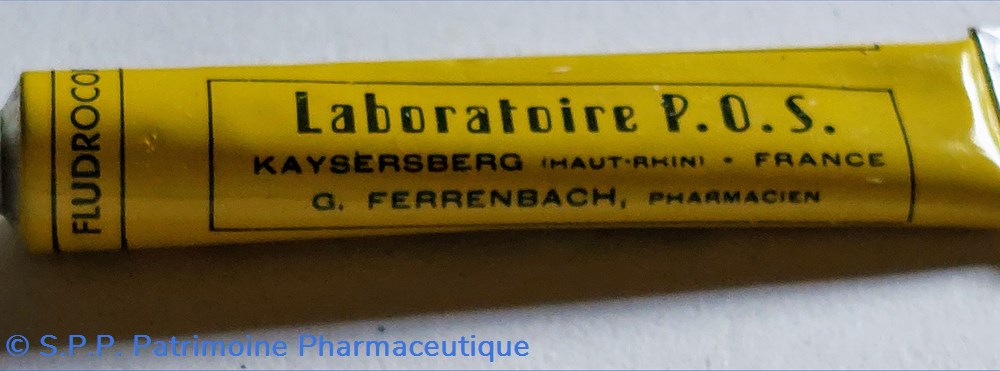 FLUDROCO
Laboratoire P.O.S.
KAYSERSBERG (HAUT-RHIN) • FRANCE
G. FERRENBACH, PHARMACIEN
© S.P.P. Patrimoine Pharmaceutique